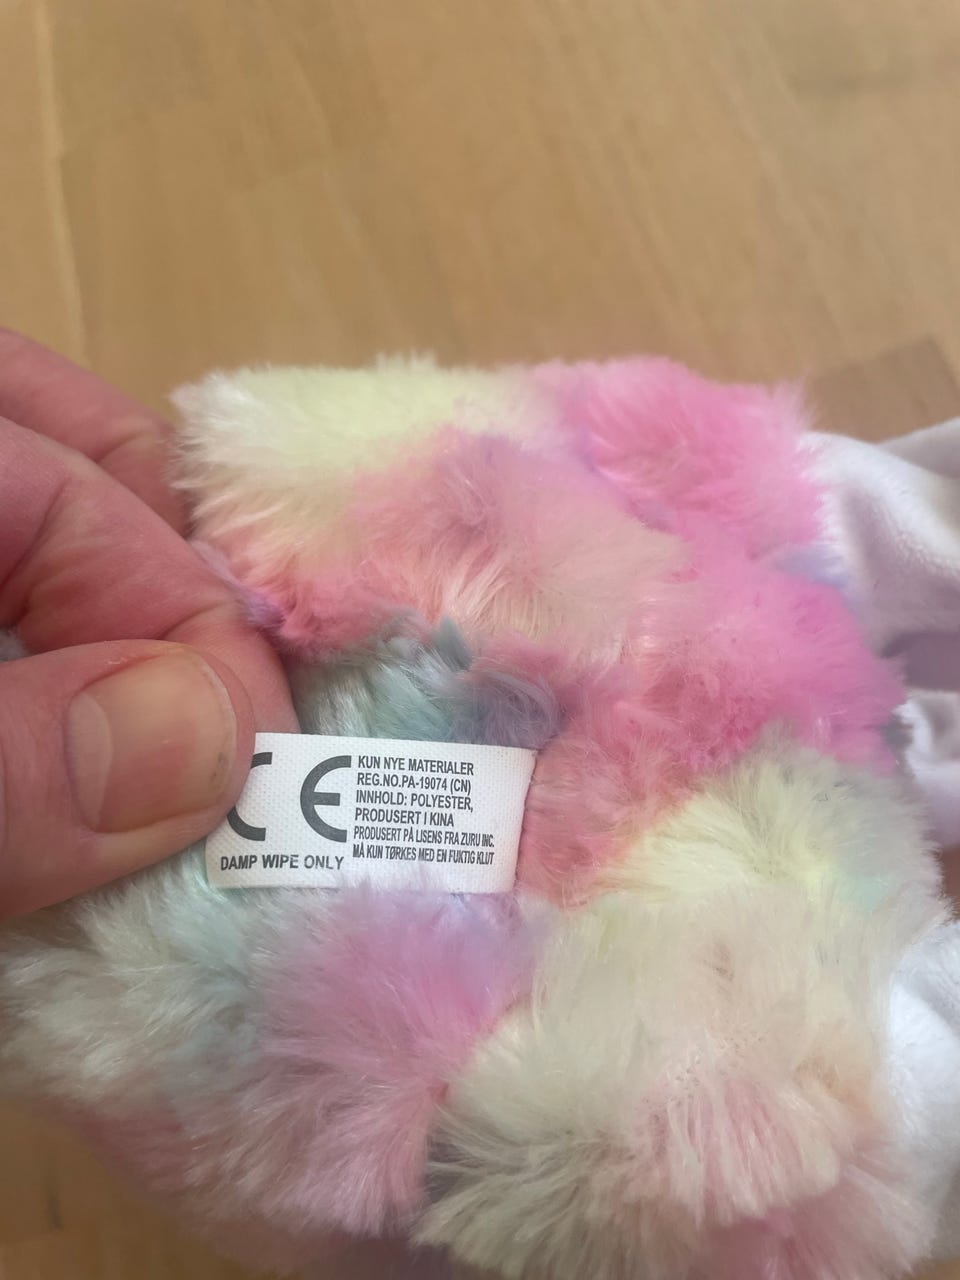 CE
KUN NYE MATERIALER
REG.NO.PA-19074 (CN)
INNHOLD: POLYESTER,
PRODUSERT I KINA
PRODUSERT PÅ LISENS FRA ZURU INC.
MÅ KUN TØRKES MED EN FUKTIG KLUT
DAMP WIPE ONLY